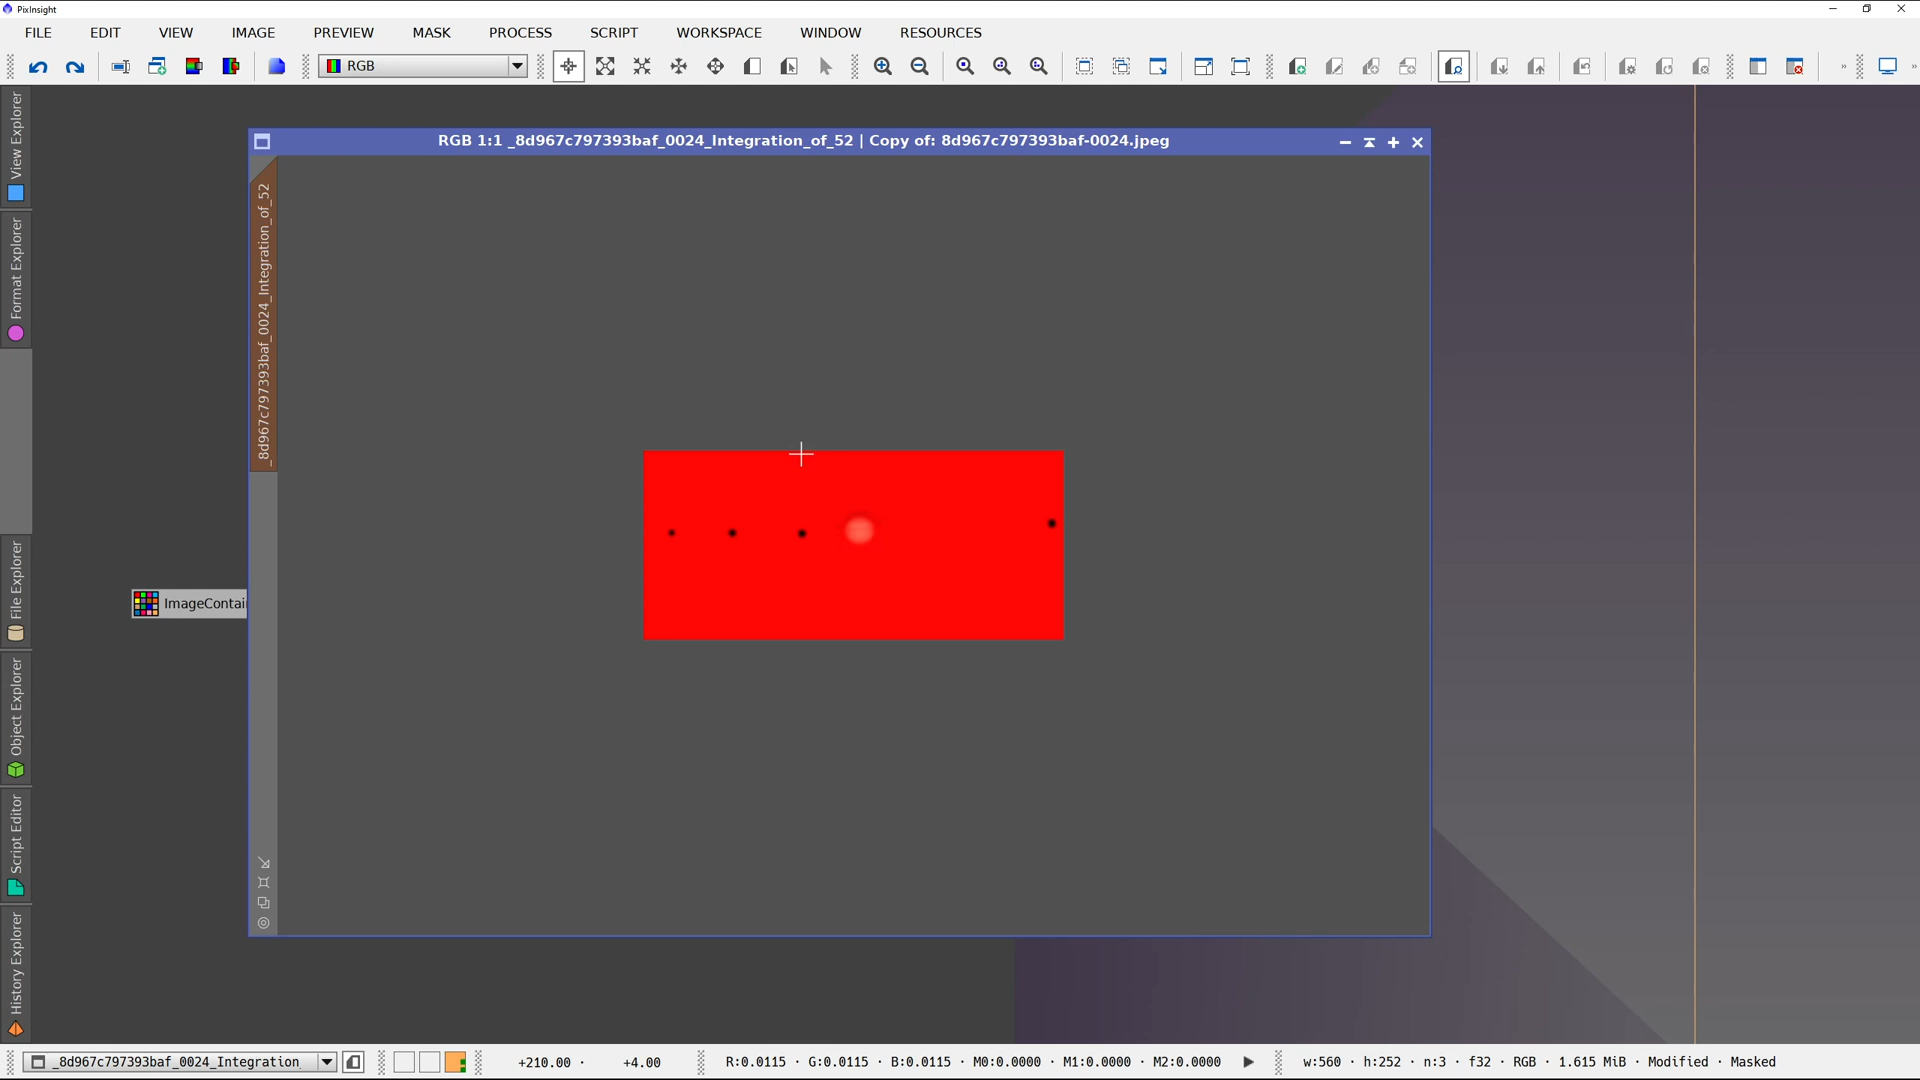 PixInsight
FILE EDIT VIEW IMAGE PREVIEW MASK PROCESS SCRIPT WORKSPACE WINDOW RESOURCES
RGB
RGB 1:1 _8d967c797393baf_0024_Integration_of_52 | Copy of: 8d967c797393baf-0024.jpeg
View Explorer
Format Explorer
File Explorer
Object Explorer
Script Editor
History Explorer
_8d967c797393baf_0024_Integration_of_52
ImageContai
_8d967c797393baf_0024_Integration
+210.00 · +4.00
R:0.0115 · G:0.0115 · B:0.0115 · M0:0.0000 · M1:0.0000 · M2:0.0000
w:560 · h:252 · n:3 · f32 · RGB · 1.615 MiB · Modified · Masked